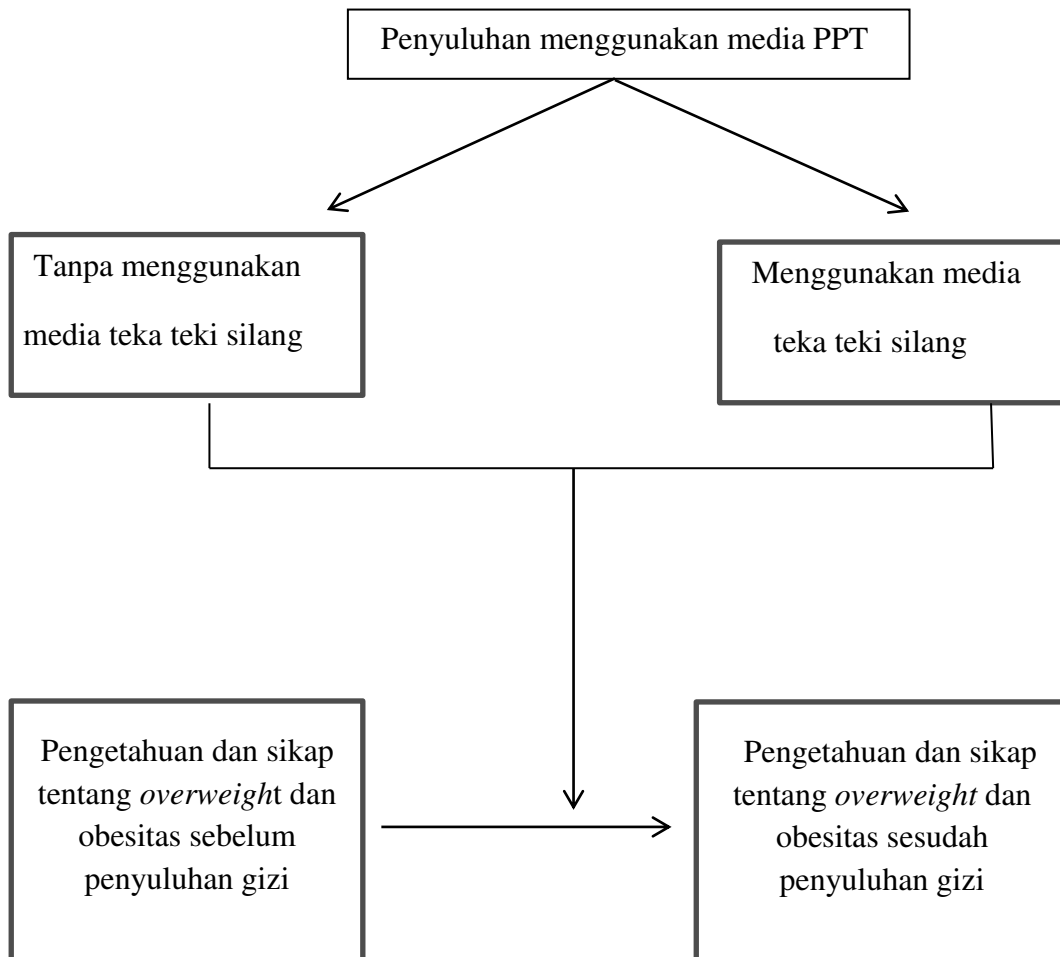 Penyuluhan menggunakan media PPT
Tanpa menggunakan
media teka teki silang
Menggunakan media
teka teki silang
Pengetahuan dan sikap
tentang overweight dan
obesitas sebelum
penyuluhan gizi
Pengetahuan dan sikap
tentang overweight dan
obesitas sesudah
penyuluhan gizi